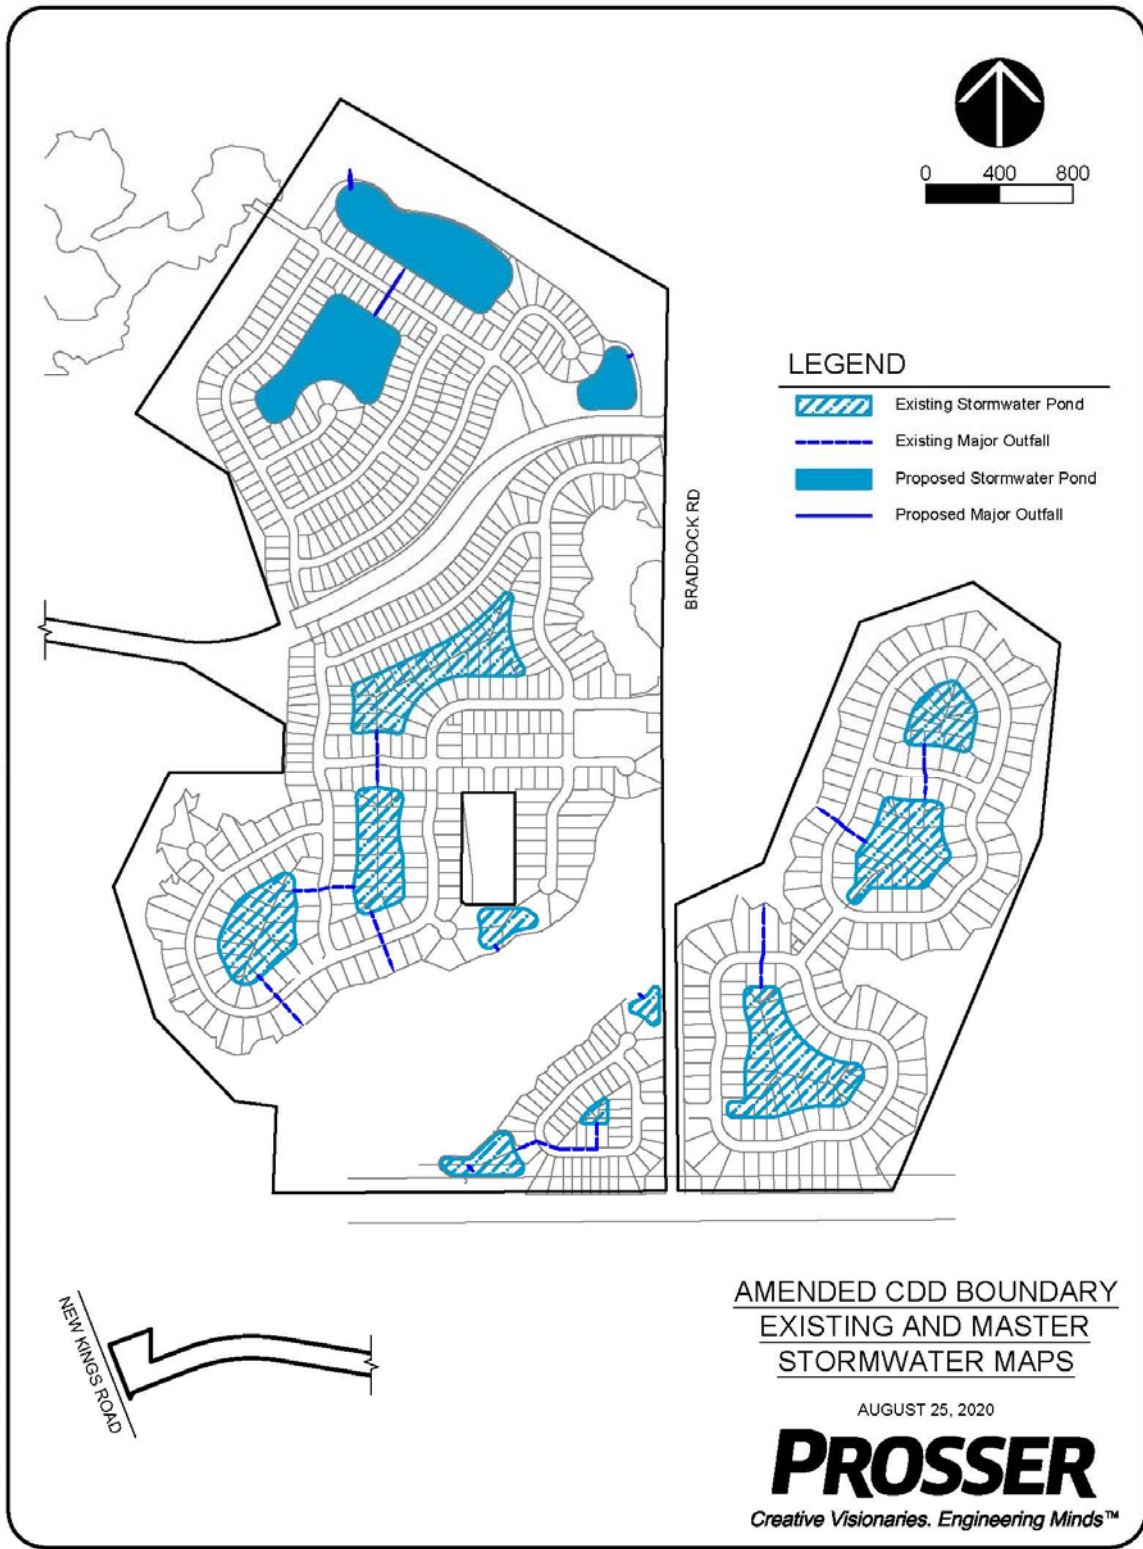 0 400 800
LEGEND
Existing Stormwater Pond
Existing Major Outfall
Proposed Stormwater Pond
Proposed Major Outfall
BRADDOCK RD
NEW KINGS ROAD
AMENDED CDD BOUNDARY
EXISTING AND MASTER
STORMWATER MAPS
AUGUST 25, 2020
PROSSER
Creative Visionaries. Engineering Minds™